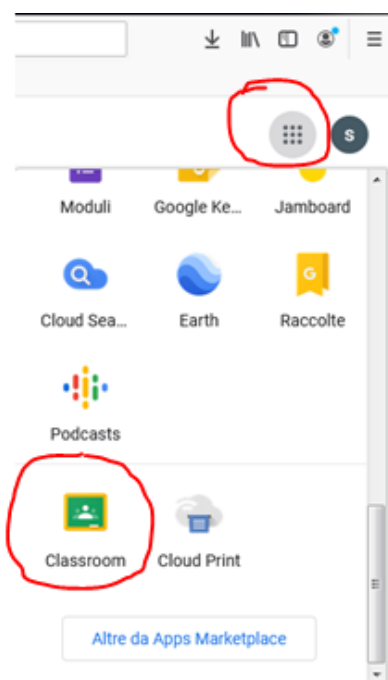 S
Moduli Google Ke... Jamboard
G
Cloud Sea... Earth Raccolte
Podcasts
Classroom Cloud Print
Altre da Apps Marketplace